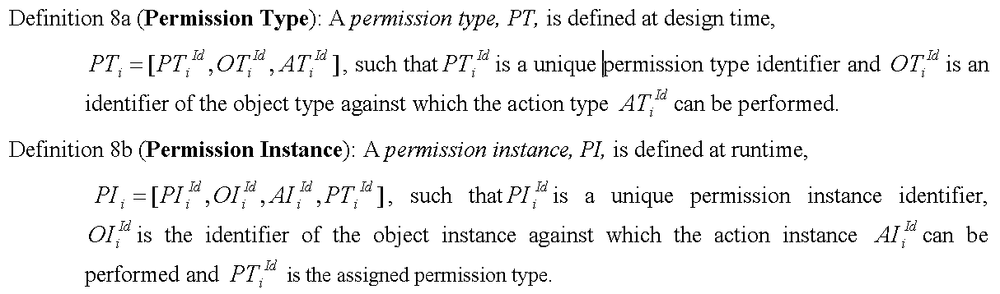 Definition 8a (Permission Type): A permission type, PT, is defined at design time,
PT_i = [PT_i^Id, OT_i^Id, AT_i^Id], such that PT_i^Id is a unique permission type identifier and OT_i^Id is an
identifier of the object type against which the action type AT_i^Id can be performed.
Definition 8b (Permission Instance): A permission instance, PI, is defined at runtime,
PI_i = [PI_i^Id, OI_i^Id, AI_i^Id, PT_i^Id], such that PI_i^Id is a unique permission instance identifier,
OI_i^Id is the identifier of the object instance against which the action instance AI_i^Id can be
performed and PT_i^Id is the assigned permission type.